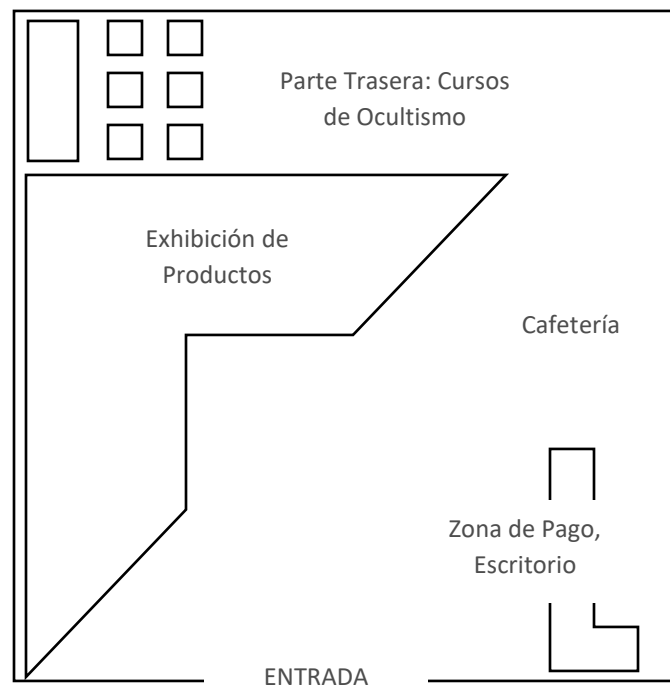 Parte Trasera: Cursos
de Ocultismo
Exhibición de
Productos
Cafetería
Zona de Pago,
Escritorio
ENTRADA